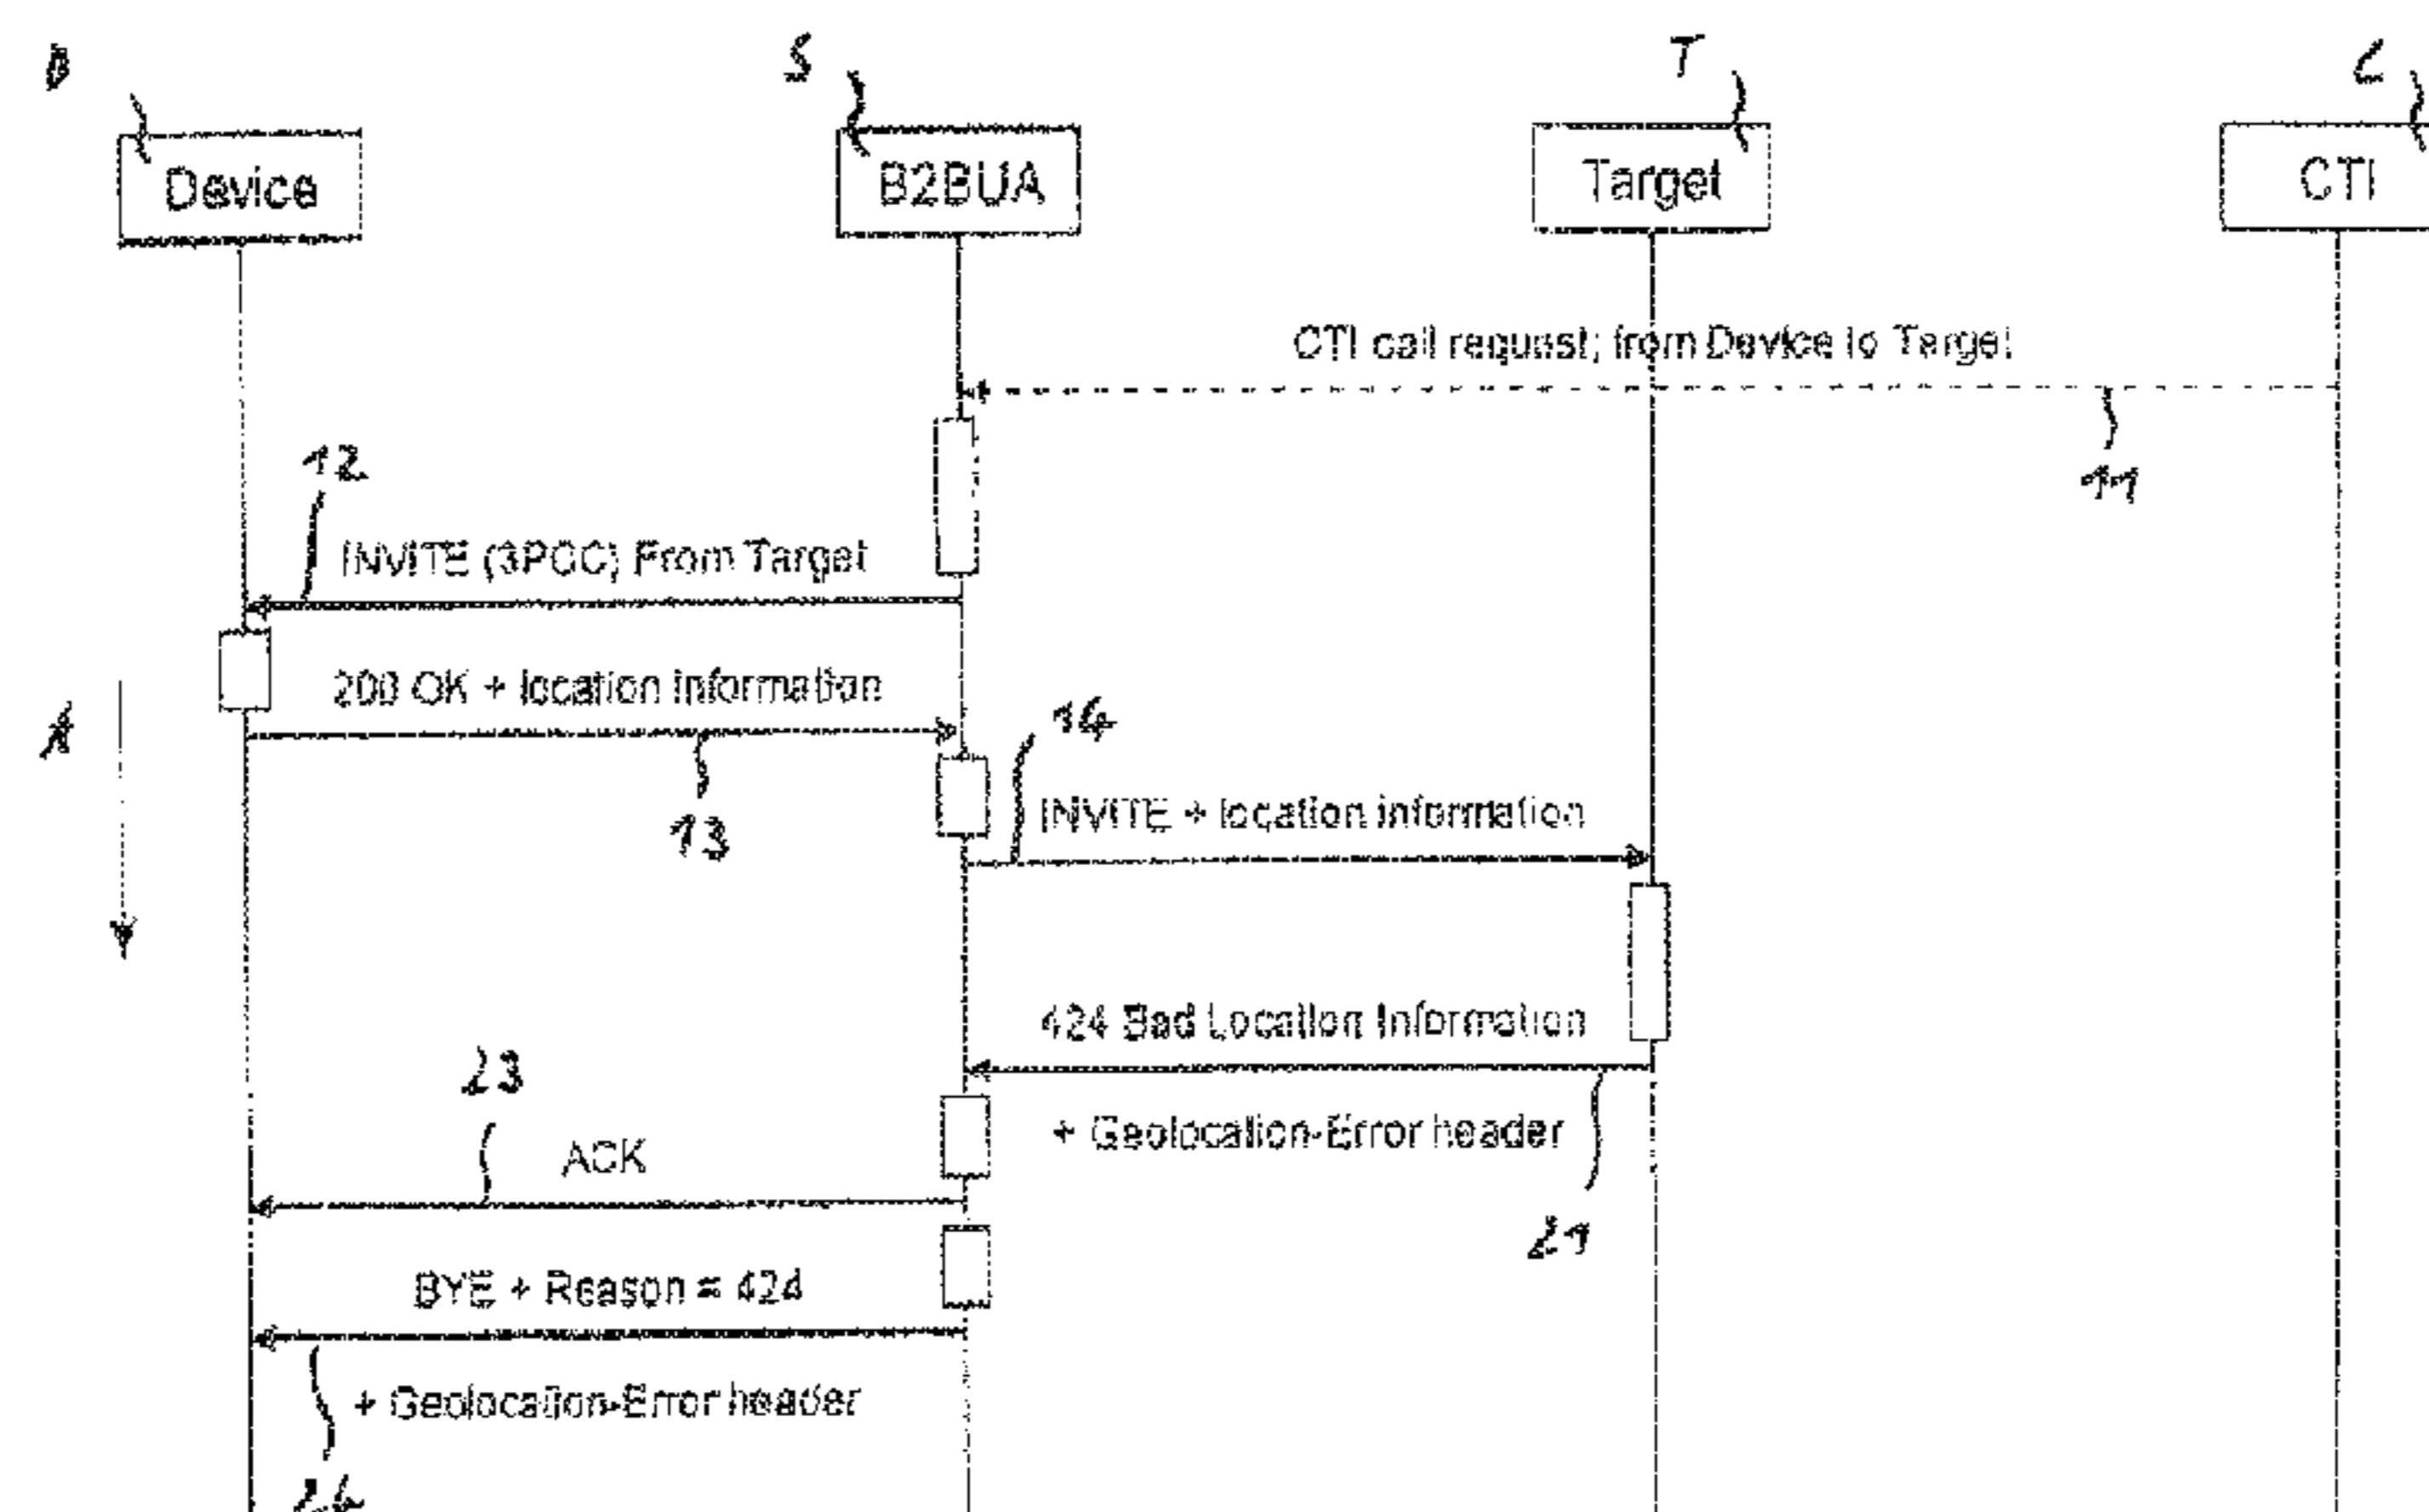 D
S
T
C
Device
B2BUA
Target
CTI
CTI call request; from Device to Target
11
12
INVITE (3PCC) From Target
200 OK + location information
13
14
INVITE + location information
424 Bad Location Information
+ Geolocation-Error header
21
23
ACK
BYE + Reason = 424
+ Geolocation-Error header
24